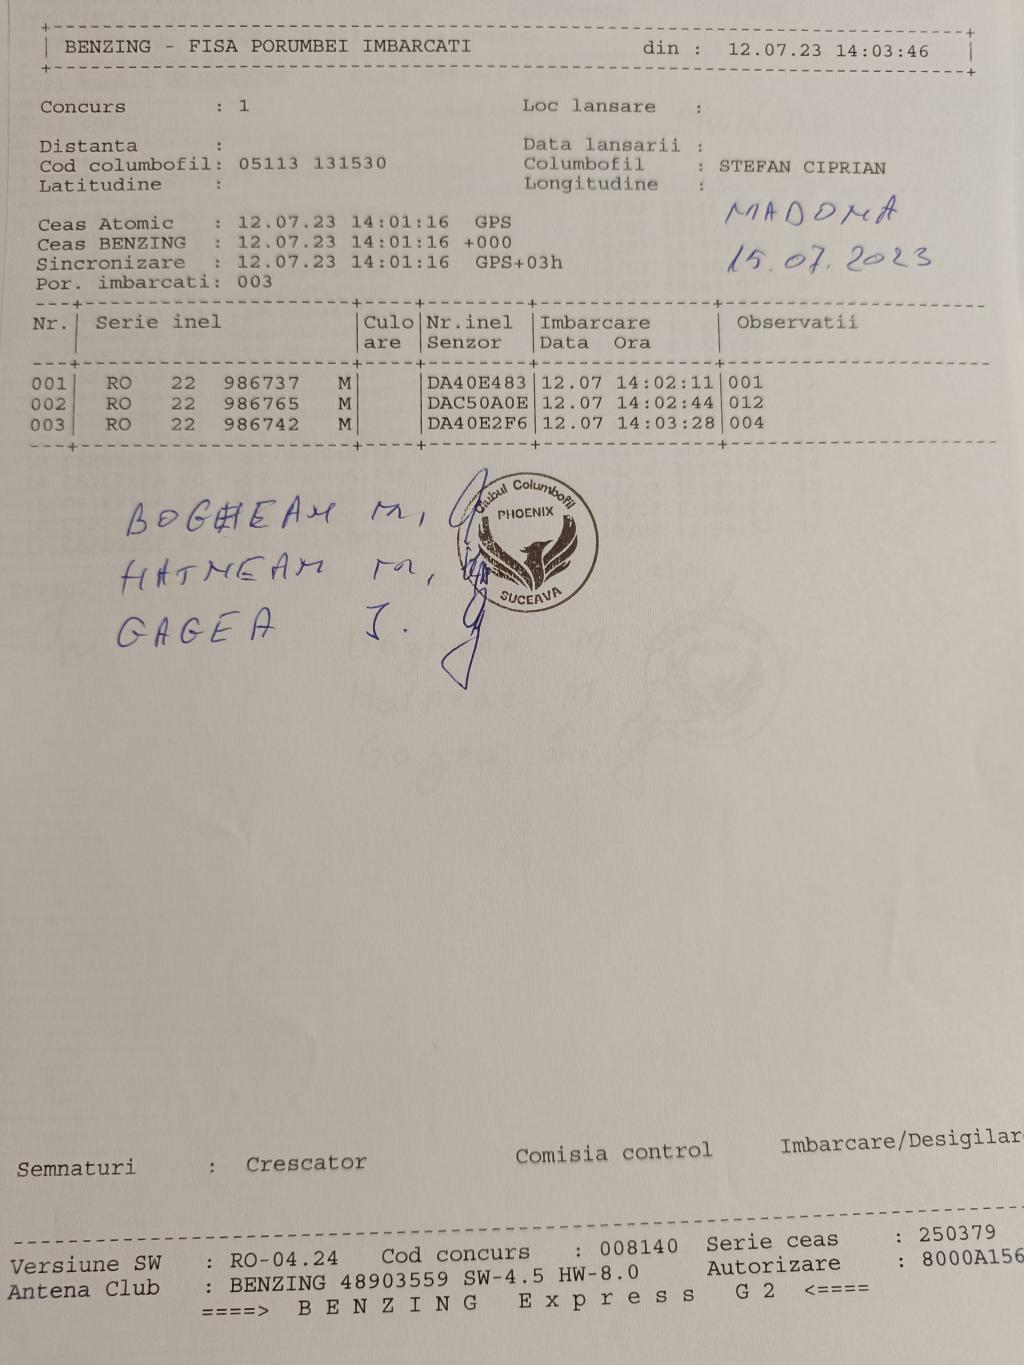 BENZING - FISA PORUMBEI IMBARCATI din : 12.07.23 14:03:46
Concurs : 1 Loc lansare :
Distanta : Data lansarii :
Cod columbofil: 05113 131530 Columbofil : STEFAN CIPRIAN
Latitudine : Longitudine :
MADONA
Ceas Atomic : 12.07.23 14:01:16 GPS
Ceas BENZING : 12.07.23 14:01:16 +000
15.07.2023
Sincronizare : 12.07.23 14:01:16 GPS+03h
Por. imbarcati: 003
Nr. Serie inel Culo Nr.inel Imbarcare Observatii
are Senzor Data Ora
001 RO 22 986737 M DA40E483 12.07 14:02:11 001
002 RO 22 986765 M DAC50A0E 12.07 14:02:44 012
003 RO 22 986742 M DA40E2F6 12.07 14:03:28 004
BOGHEAN M,
HATNEAN M,
GAGEA I.
Clubul Columbofil
PHOENIX
SUCEAVA
Semnaturi : Crescator Comisia control Imbarcare/Desigilar
Versiune SW : RO-04.24 Cod concurs : 008140 Serie ceas : 250379
Antena Club : BENZING 48903559 SW-4.5 HW-8.0 Autorizare : 8000A156
====> B E N Z I N G E x p r e s s G 2 <====